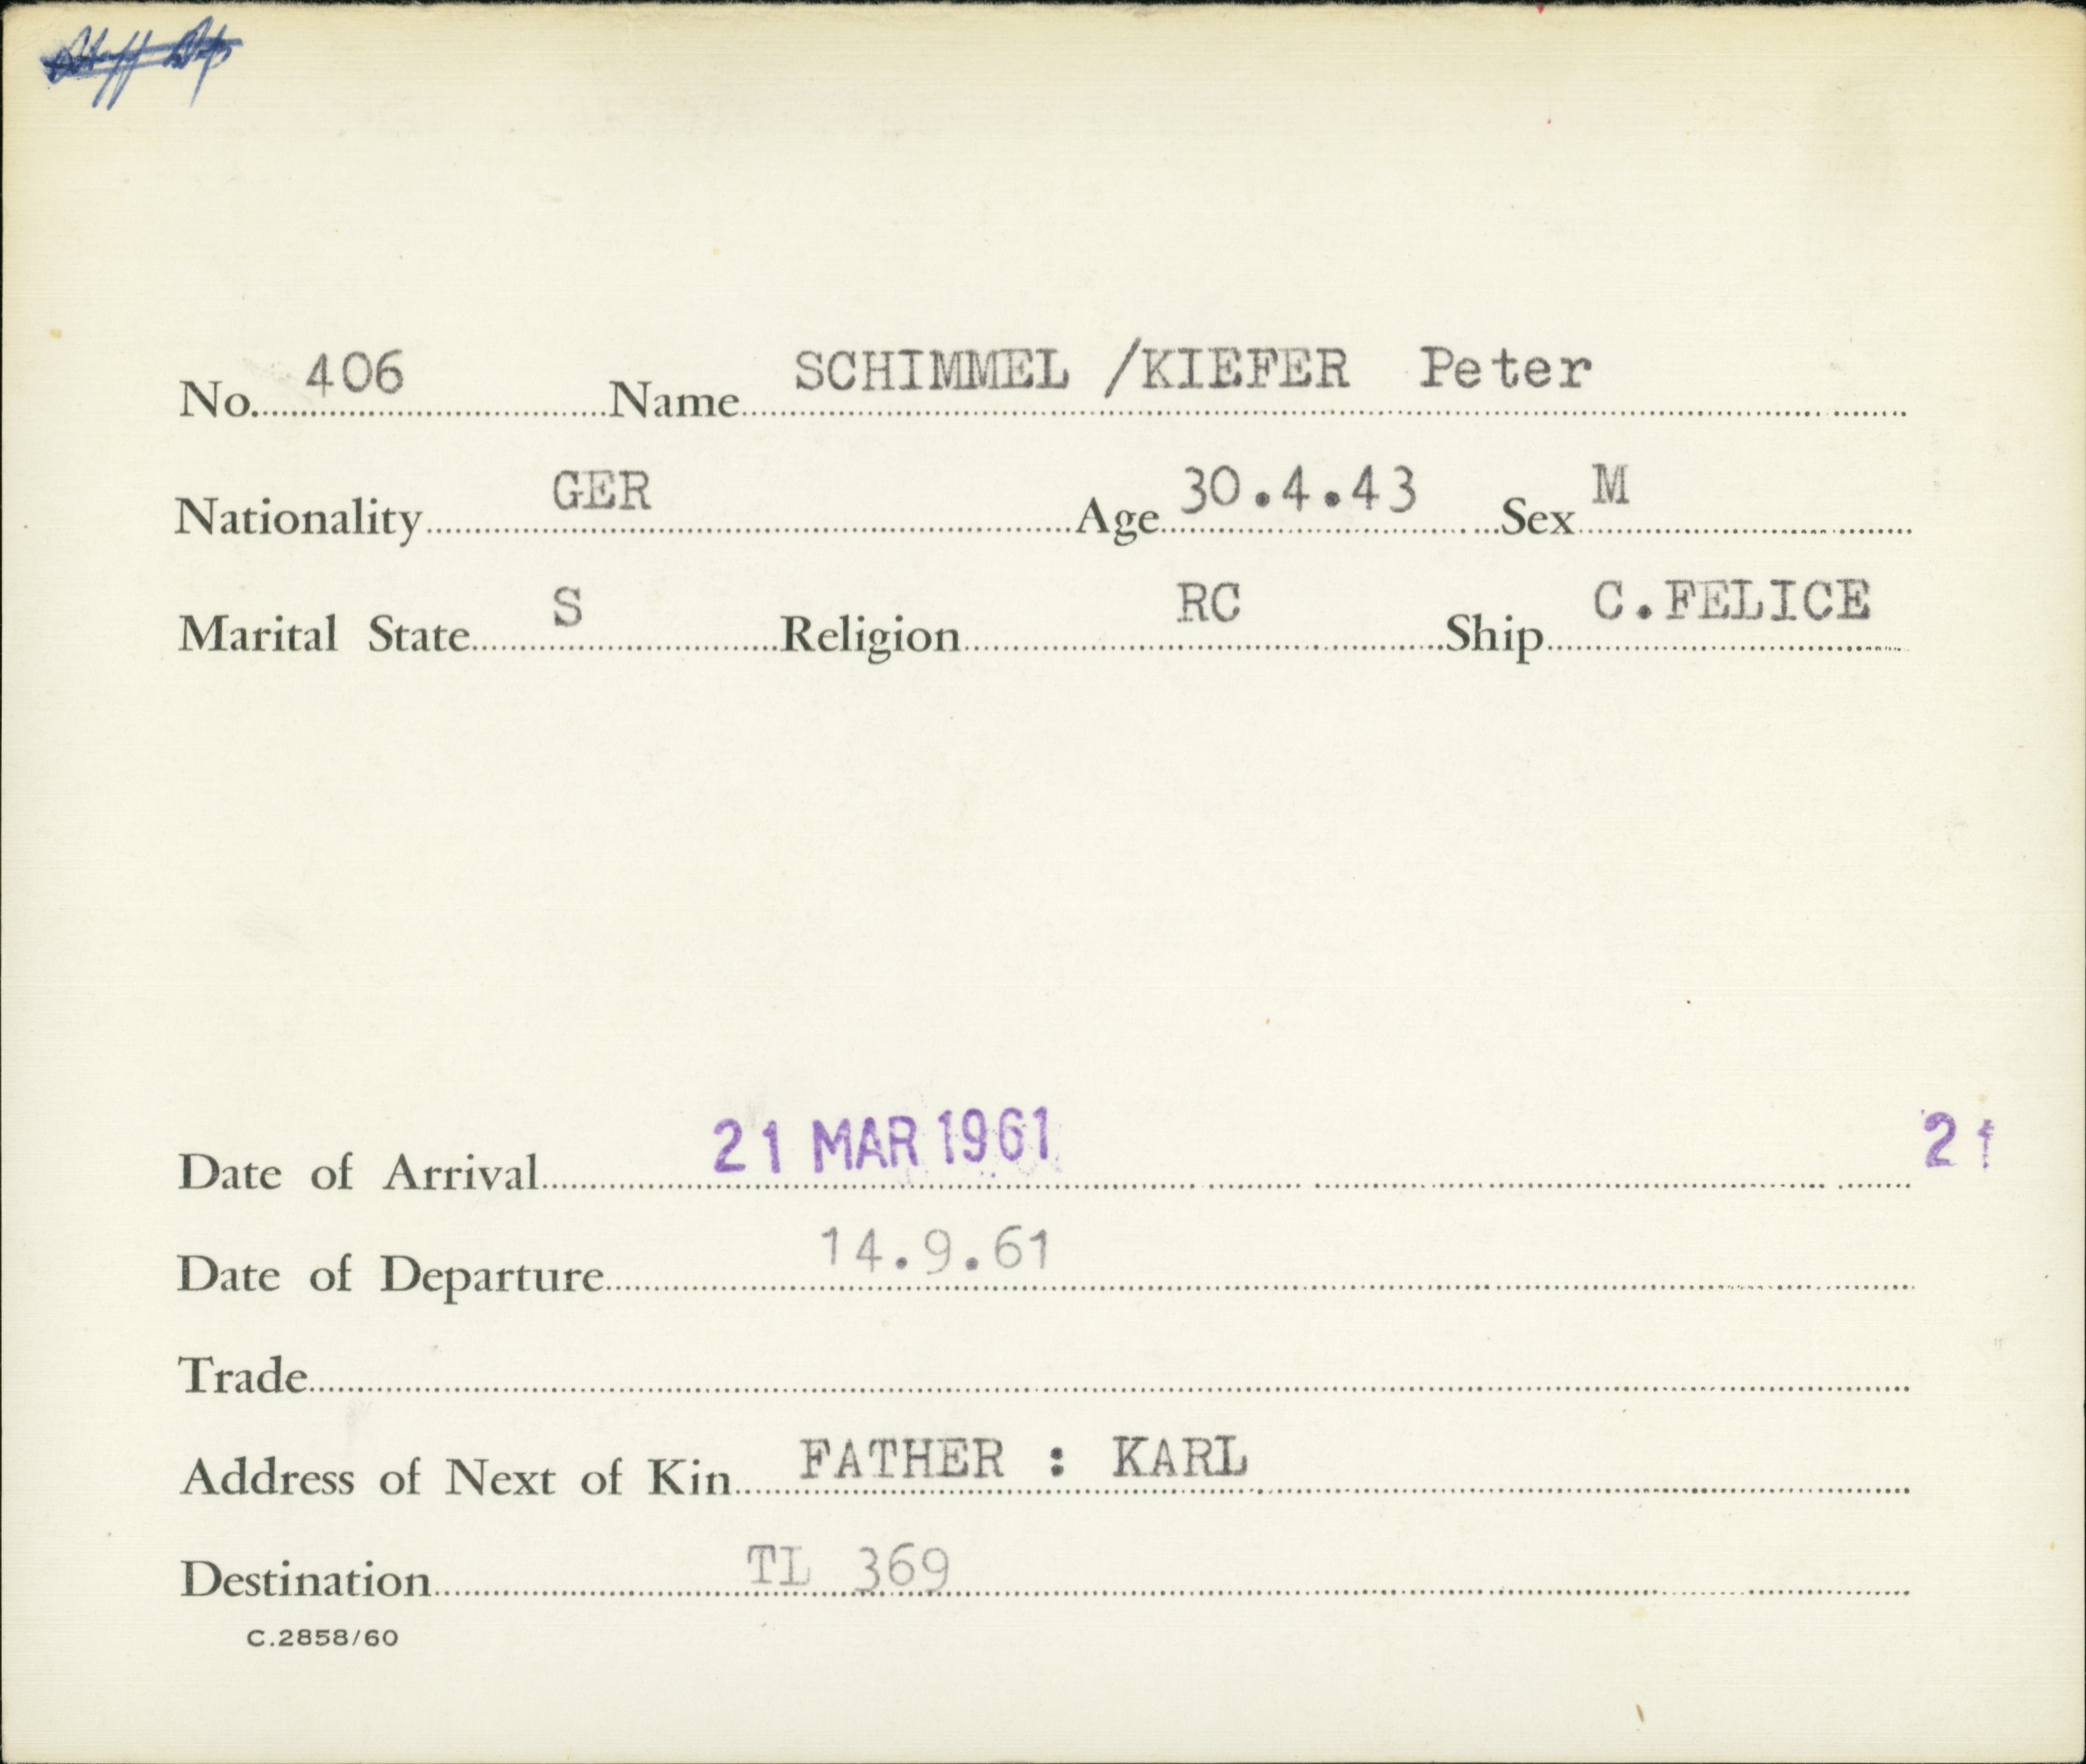 No. 406 Name SCHIMMEL /KIEFER Peter
Nationality GER Age 30.4.43 Sex M
Marital State S Religion RC Ship C.FELICE
Date of Arrival 21 MAR 1961 21
Date of Departure 14.9.61
Trade
Address of Next of Kin FATHER : KARL
Destination TL 369
C.2858/60